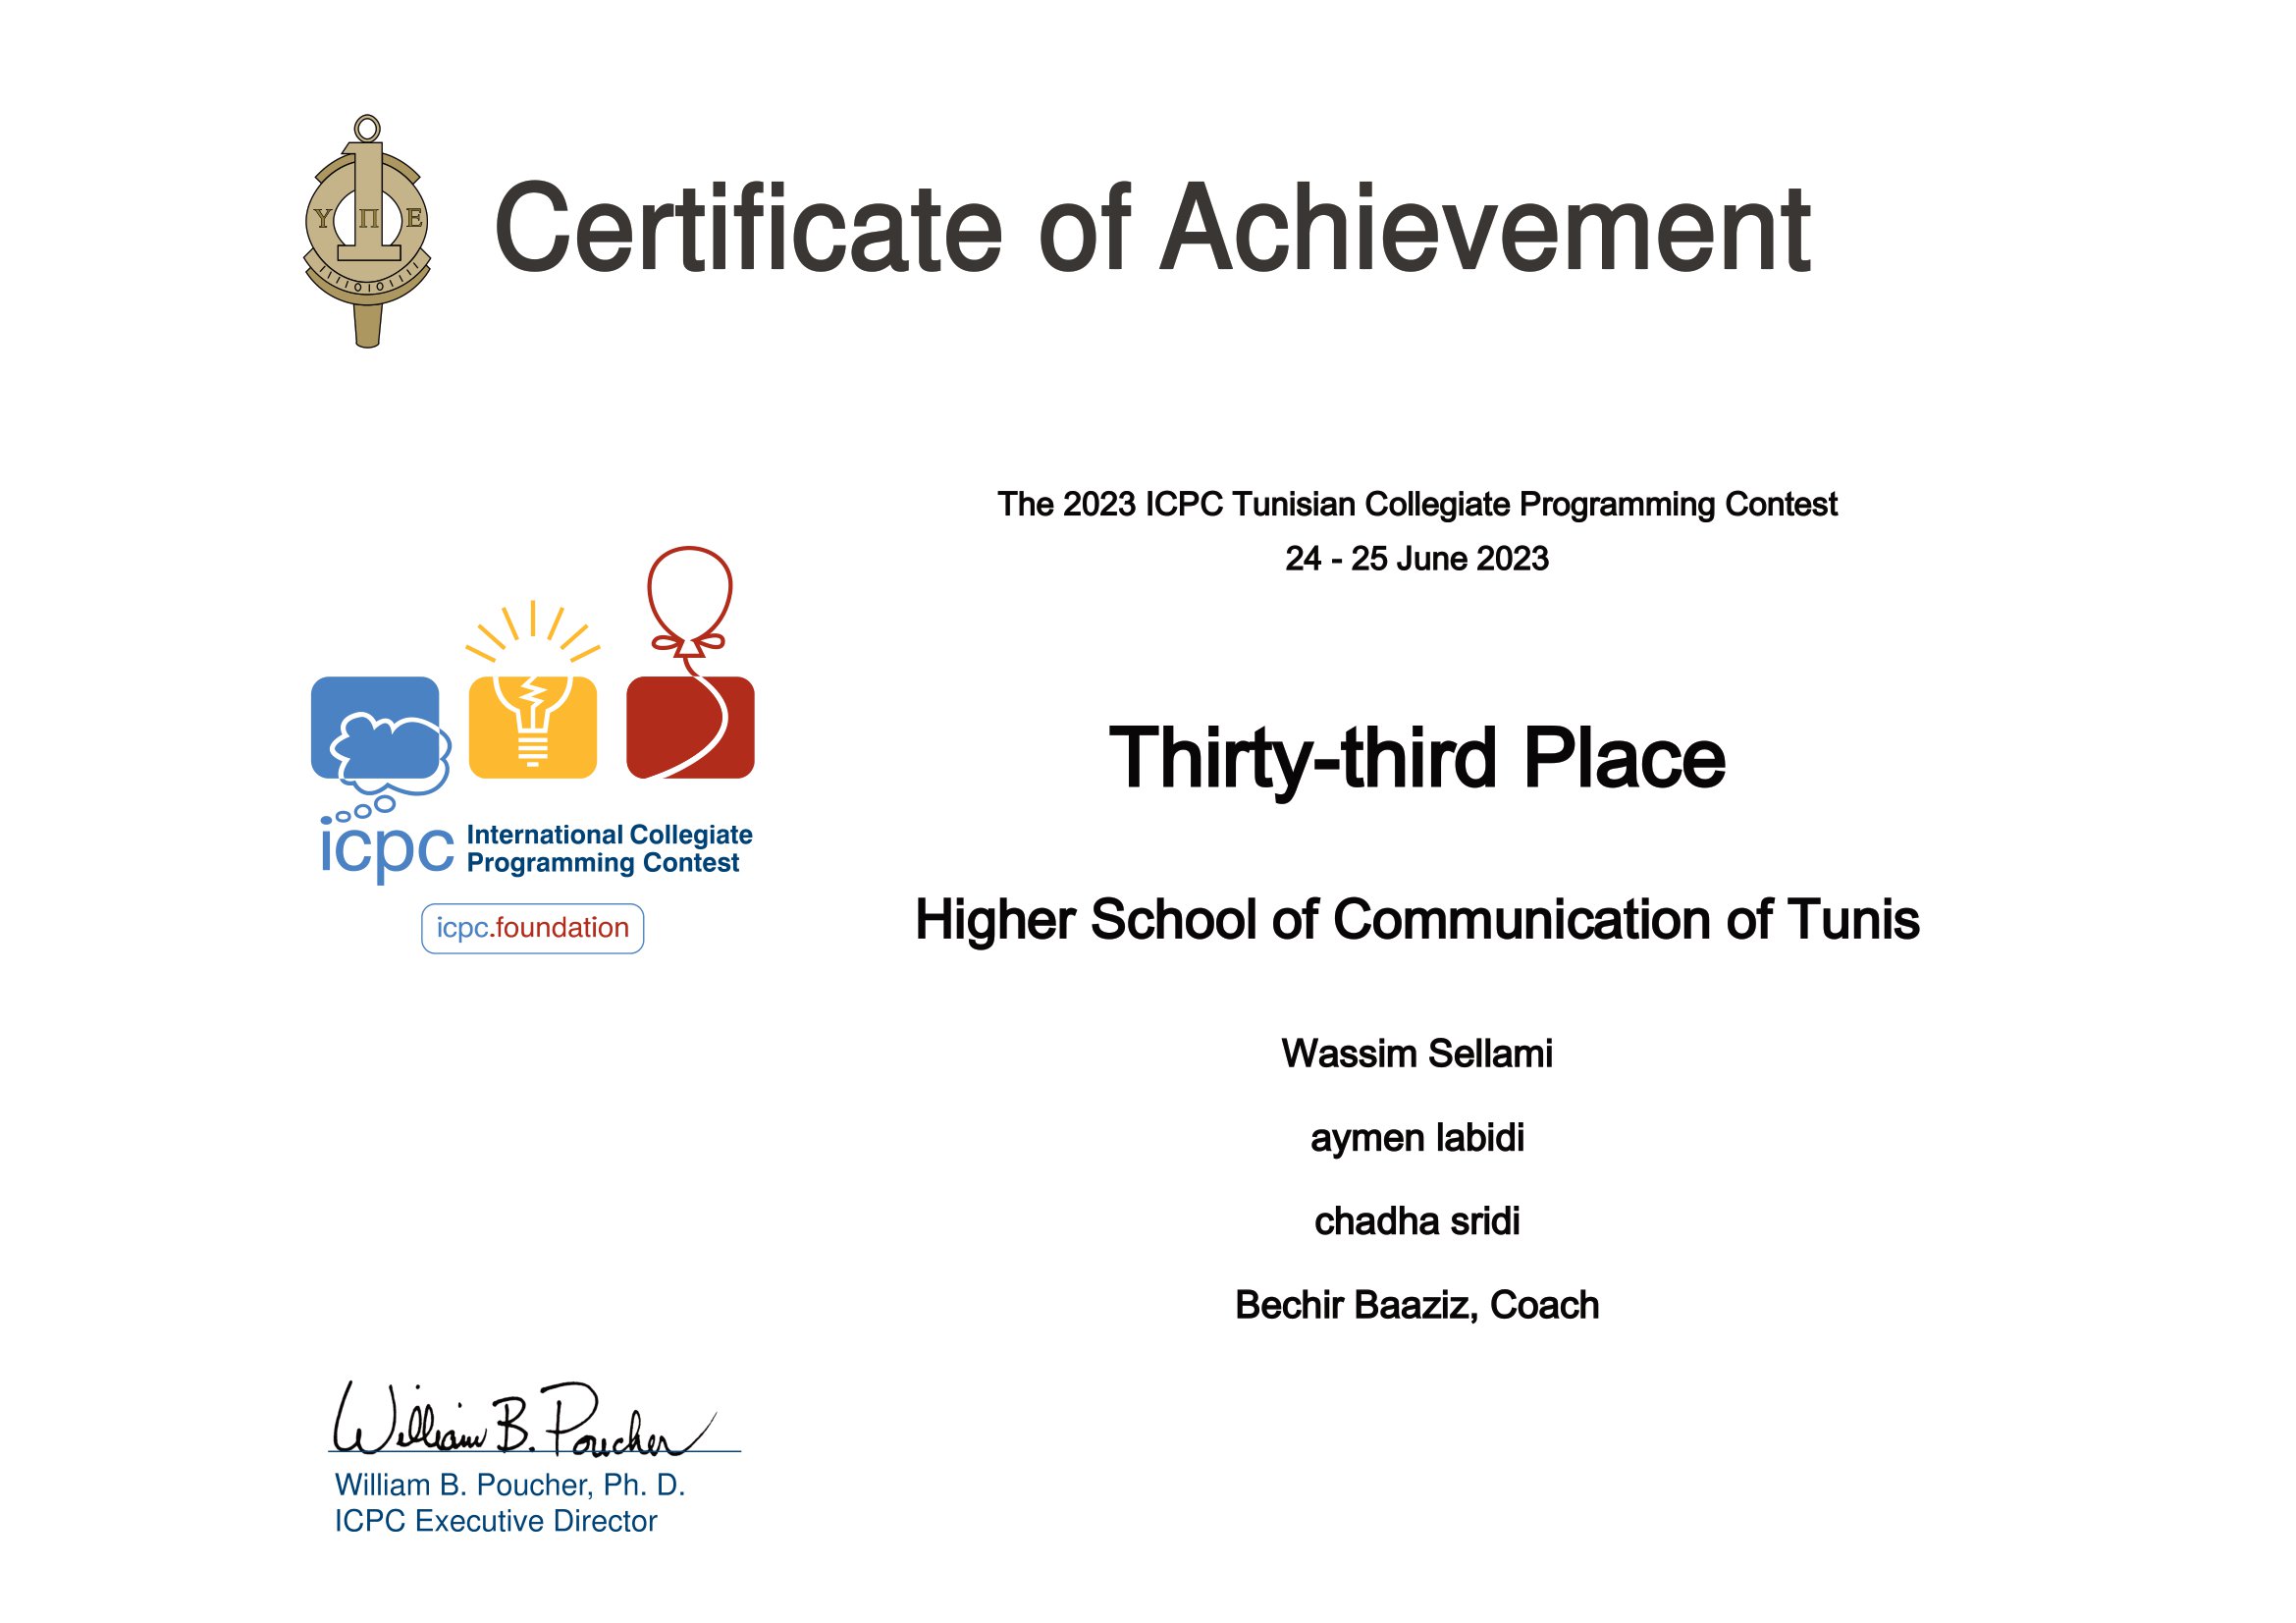 Certificate of Achievement
Υ Π Ε
The 2023 ICPC Tunisian Collegiate Programming Contest
24 - 25 June 2023
Thirty-third Place
Higher School of Communication of Tunis
Wassim Sellami
aymen labidi
chadha sridi
Bechir Baaziz, Coach
icpc International Collegiate
Programming Contest
icpc.foundation
William B. Poucher
William B. Poucher, Ph. D.
ICPC Executive Director